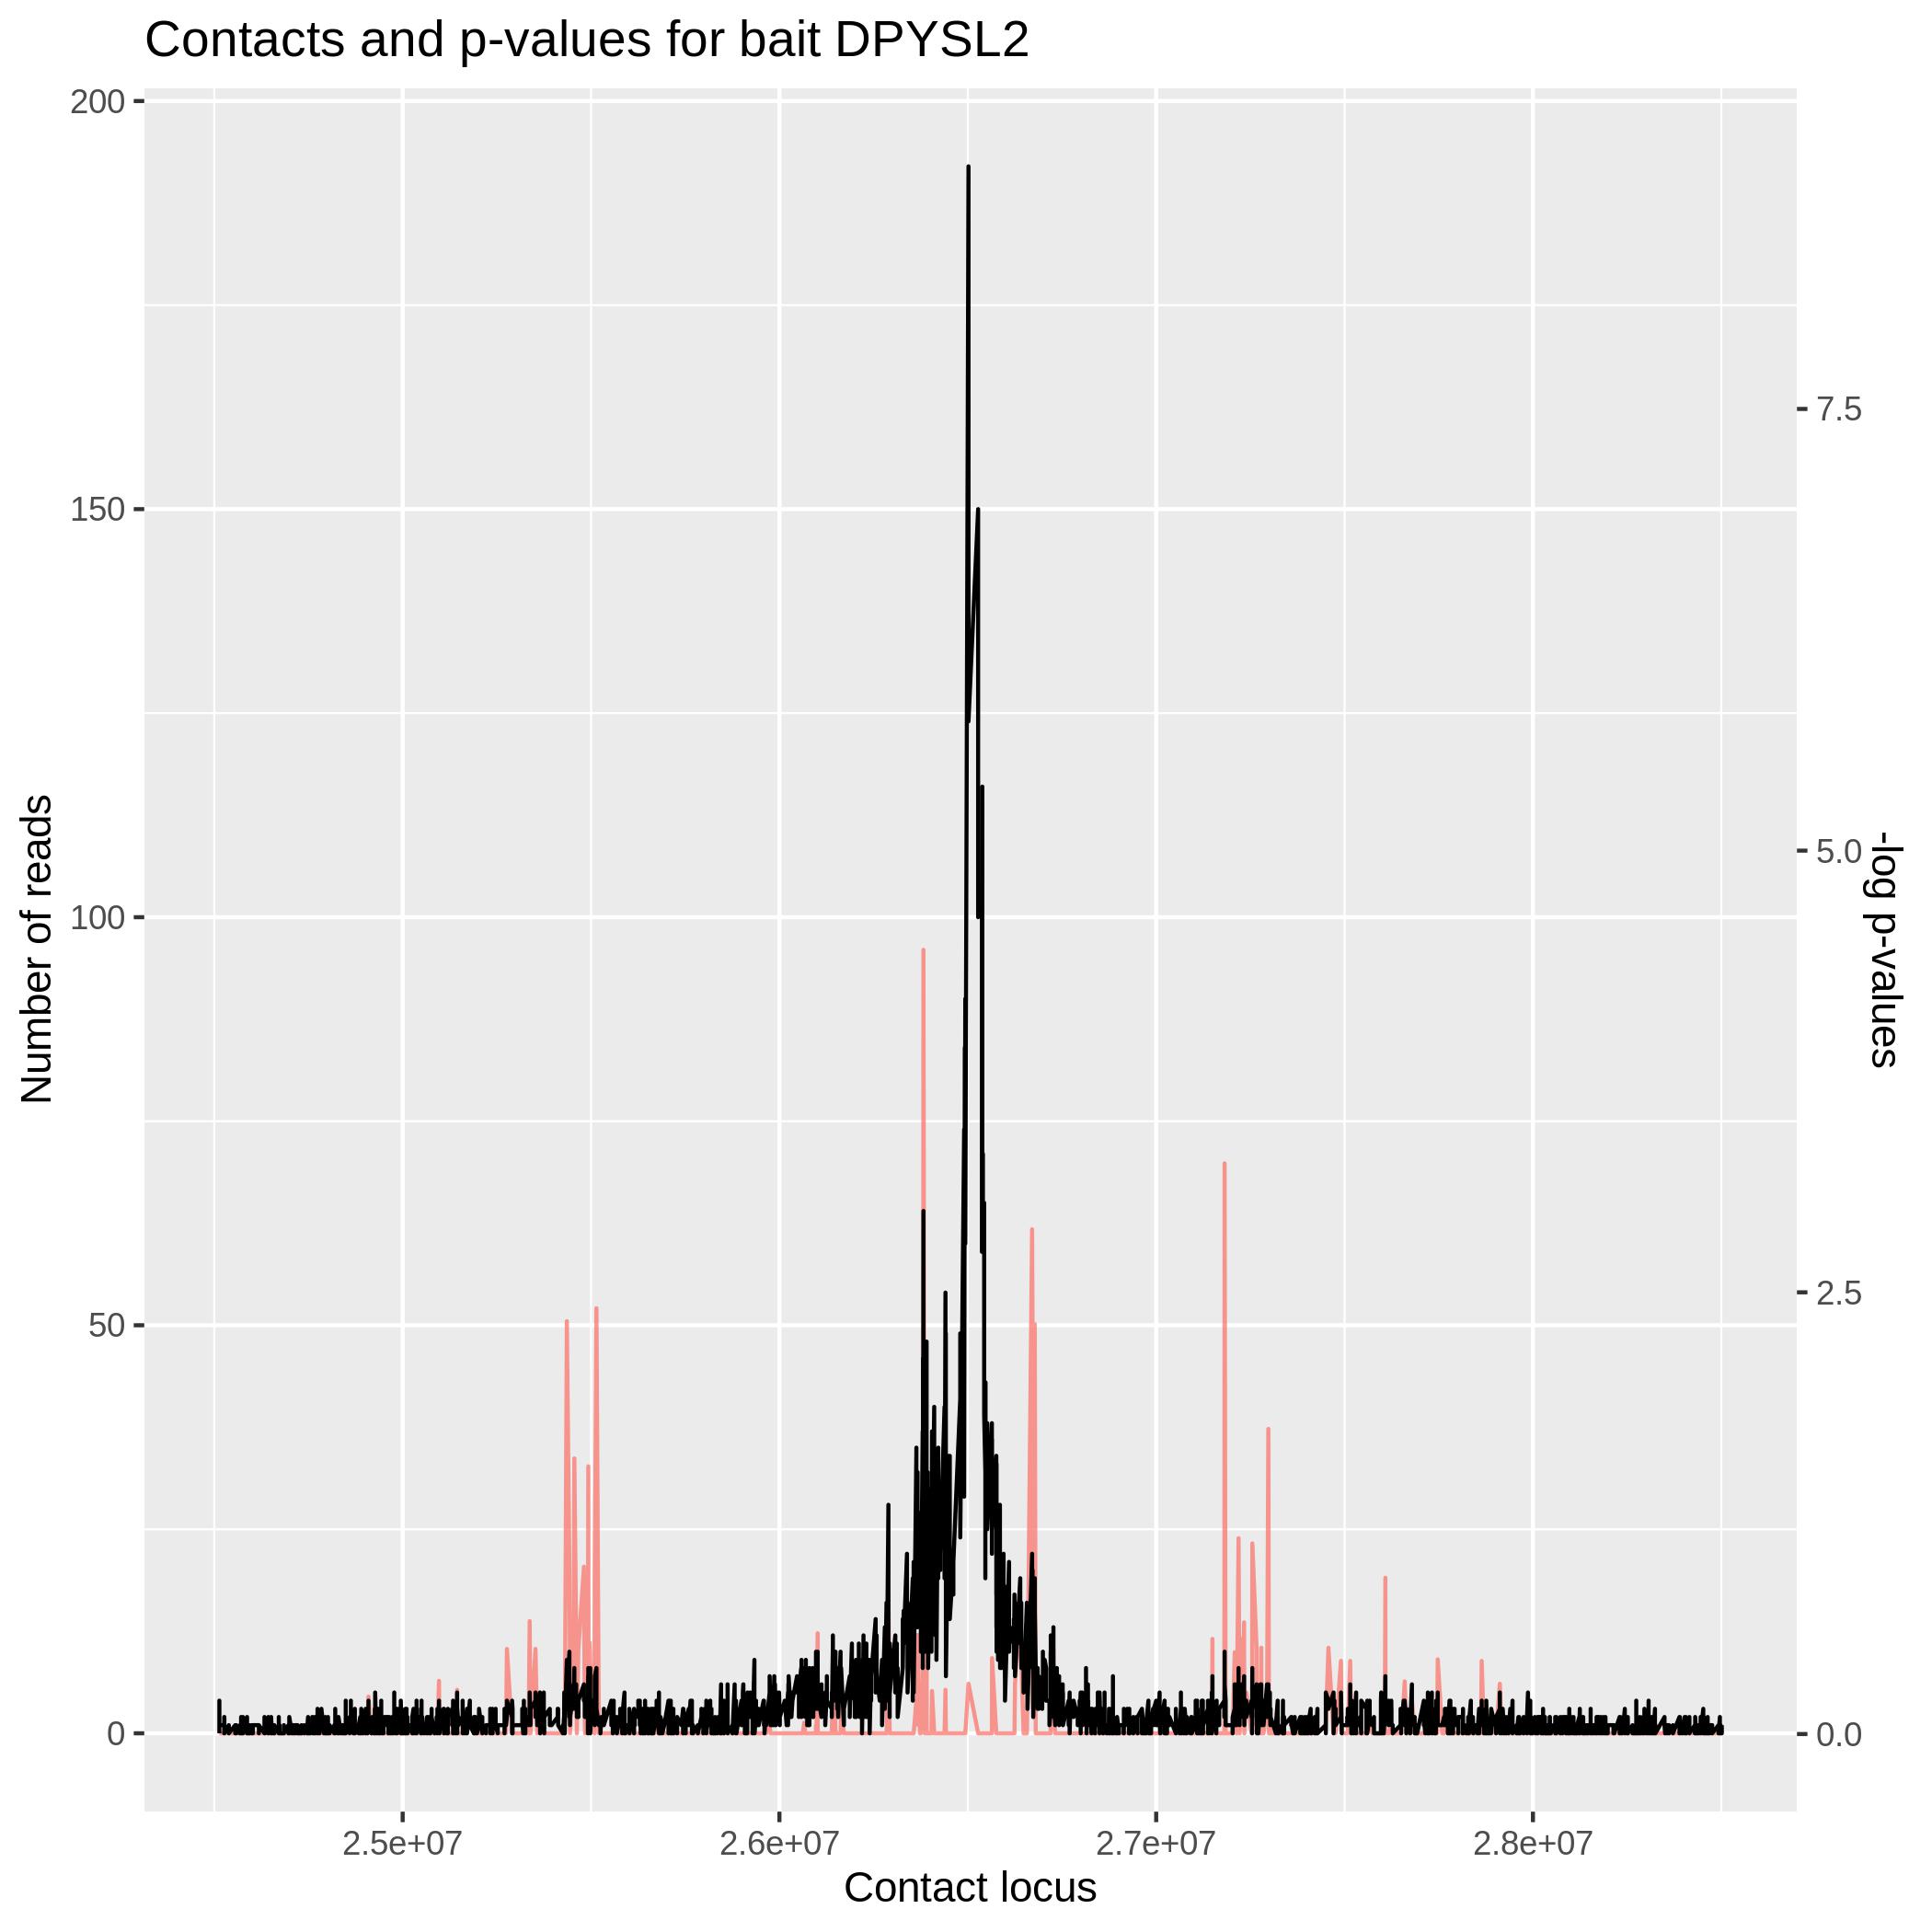 Contacts and p-values for bait DPYSL2
200
150
100
50
0
Number of reads
7.5
5.0
2.5
0.0
-log p-values
2.5e+07
2.6e+07
2.7e+07
2.8e+07
Contact locus